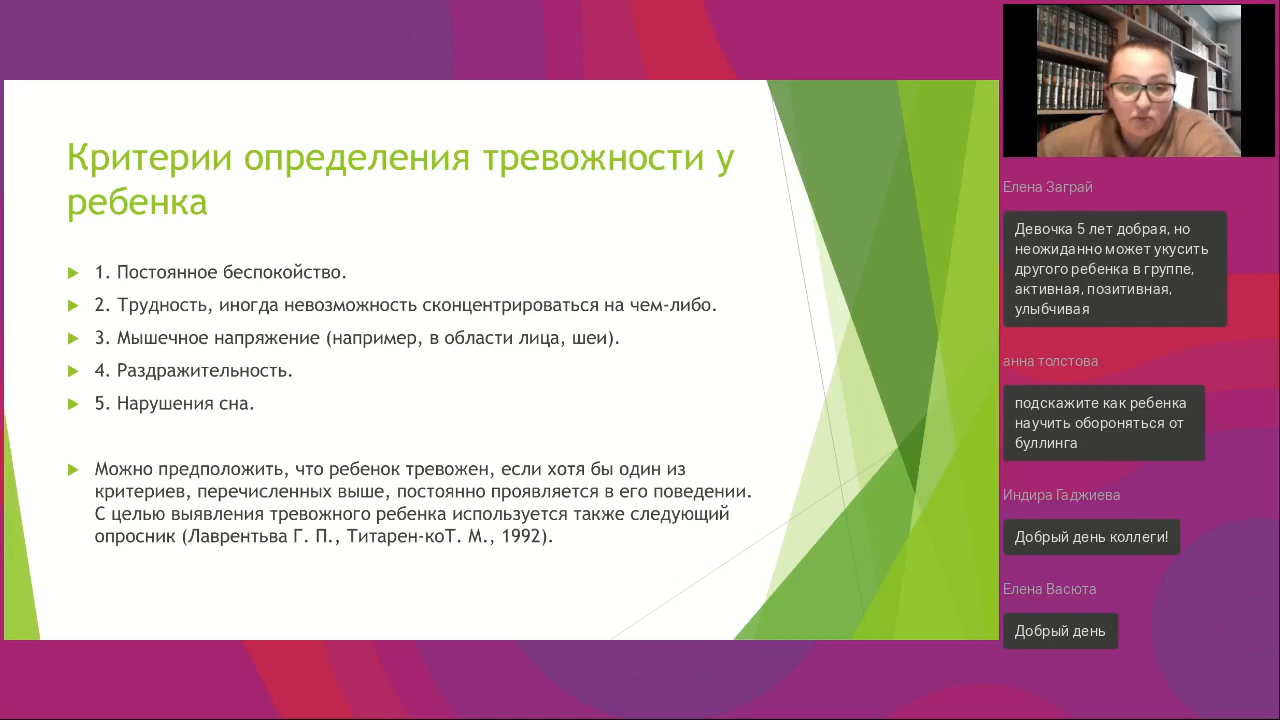 Критерии определения тревожности у
ребенка
1. Постоянное беспокойство.
2. Трудность, иногда невозможность сконцентрироваться на чем-либо.
3. Мышечное напряжение (например, в области лица, шеи).
4. Раздражительность.
5. Нарушения сна.
Можно предположить, что ребенок тревожен, если хотя бы один из
критериев, перечисленных выше, постоянно проявляется в его поведении.
С целью выявления тревожного ребенка используется также следующий
опросник (Лаврентьва Г. П., Титарен-коТ. М., 1992).
Елена Заграй
Девочка 5 лет добрая, но
неожиданно может укусить
другого ребенка в группе,
активная, позитивная,
улыбчивая
анна толстова
подскажите как ребенка
научить обороняться от
буллинга
Индира Гаджиева
Добрый день коллеги!
Елена Васюта
Добрый день